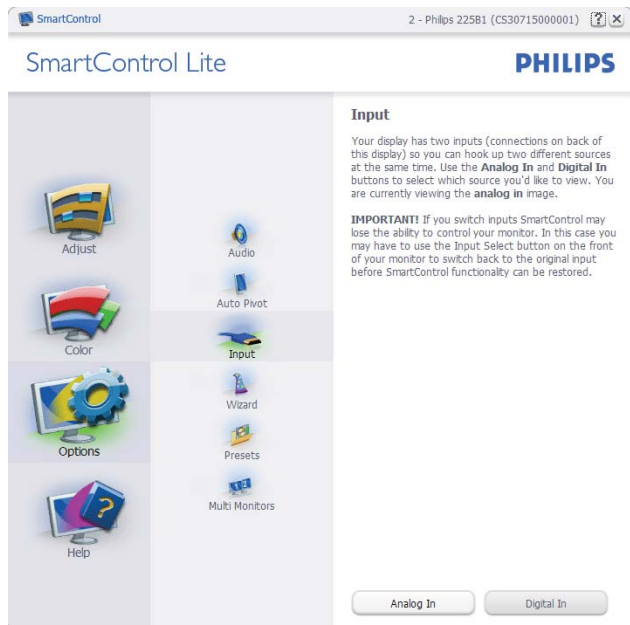 SmartControl
2 - Philips 225B1 (CS30715000001)
?
SmartControl Lite
PHILIPS
Adjust
Color
Options
Help
Audio
Auto Pivot
Input
Wizard
Presets
Multi Monitors
Input
Your display has two inputs (connections on back of
this display) so you can hook up two different sources
at the same time. Use the Analog In and Digital In
buttons to select which source you'd like to view. You
are currently viewing the analog in image.
IMPORTANT! If you switch inputs SmartControl may
lose the ability to control your monitor. In this case you
may have to use the Input Select button on the front
of your monitor to switch back to the original input
before SmartControl functionality can be restored.
Analog In
Digital In